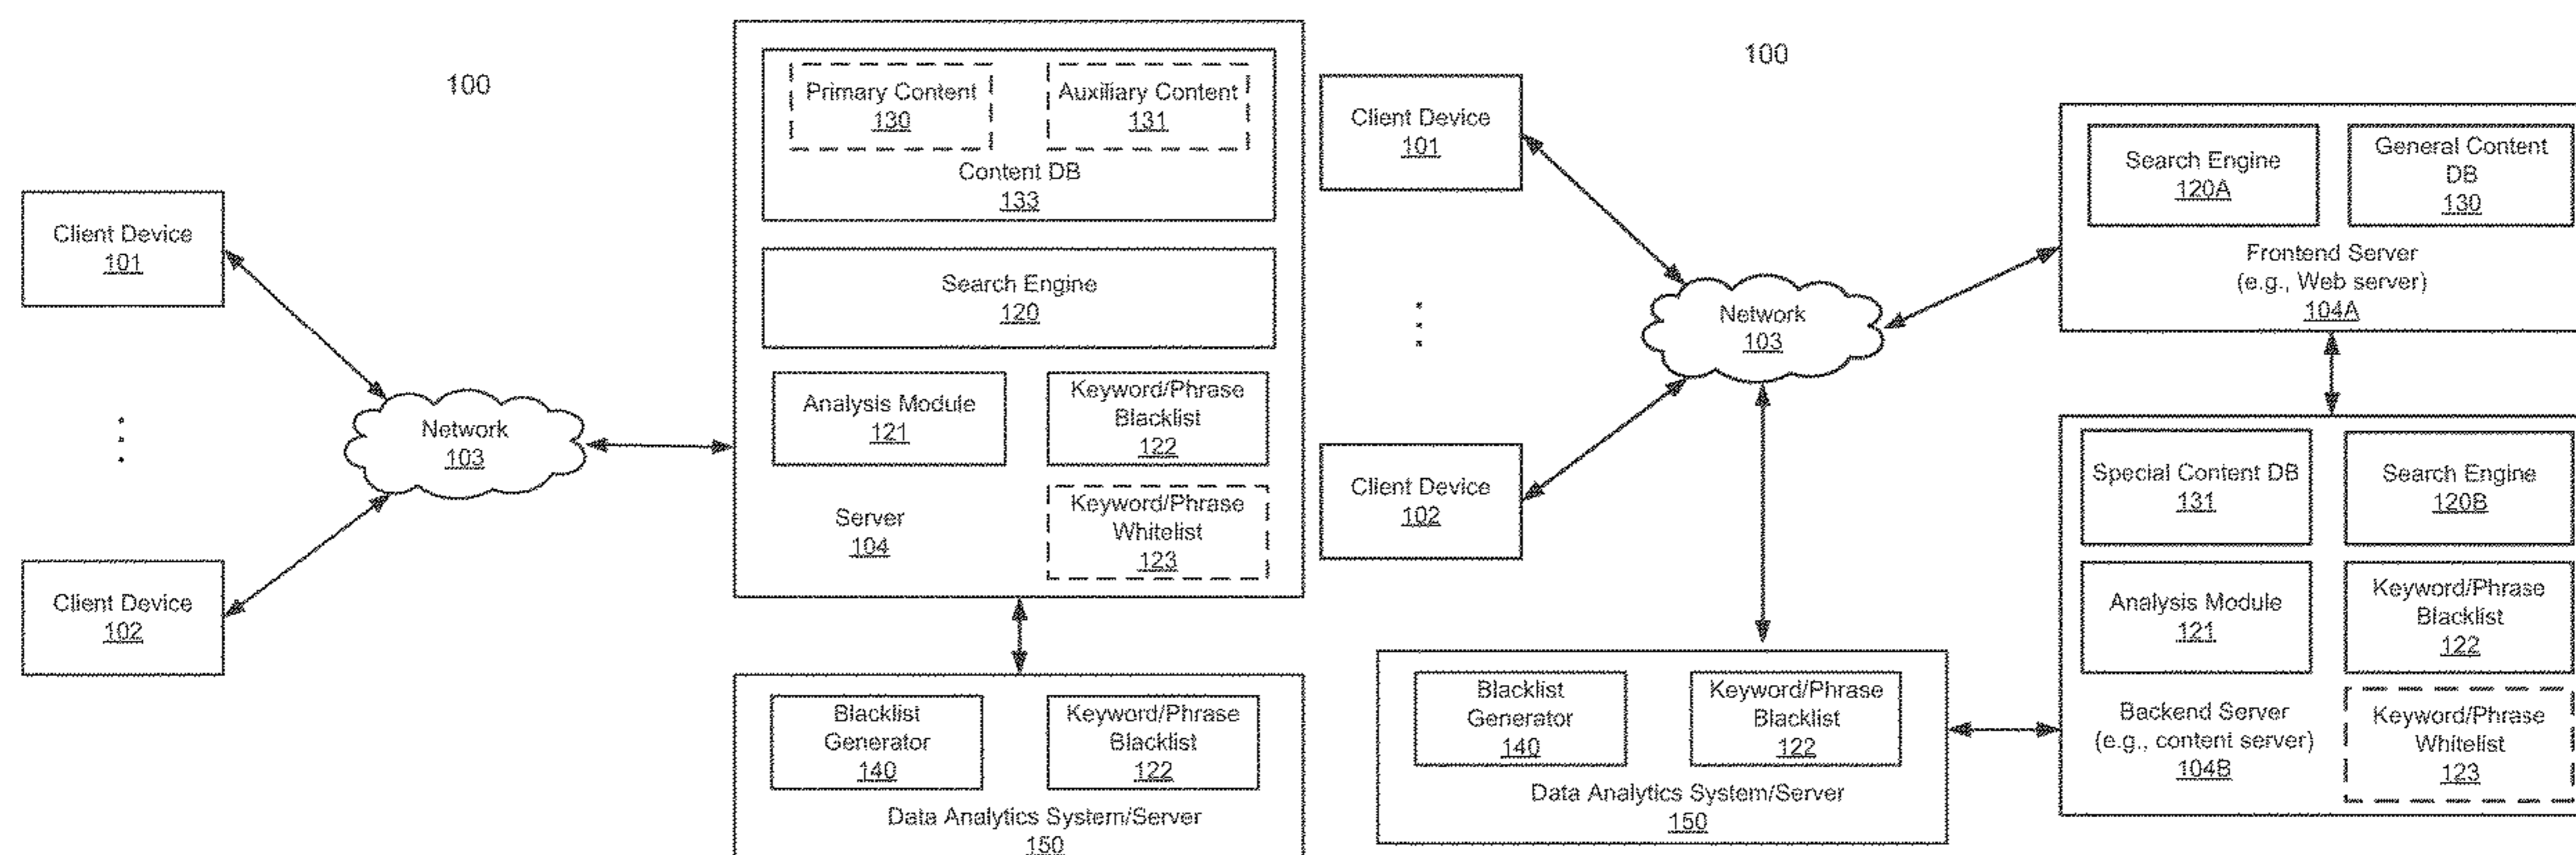 100
Primary Content
130
Auxiliary Content
131
Content DB
133
Client Device
101
Search Engine
120
Network
103
Analysis Module
121
Keyword/Phrase
Blacklist
122
Server
104
Keyword/Phrase
Whitelist
123
Client Device
102
Blacklist
Generator
140
Keyword/Phrase
Blacklist
122
Data Analytics System/Server
150
100
Client Device
101
Search Engine
120A
General Content
DB
130
Frontend Server
(e.g., Web server)
104A
Network
103
Client Device
102
Special Content DB
131
Search Engine
120B
Analysis Module
121
Keyword/Phrase
Blacklist
122
Backend Server
(e.g., content server)
104B
Keyword/Phrase
Whitelist
123
Blacklist
Generator
140
Keyword/Phrase
Blacklist
122
Data Analytics System/Server
150